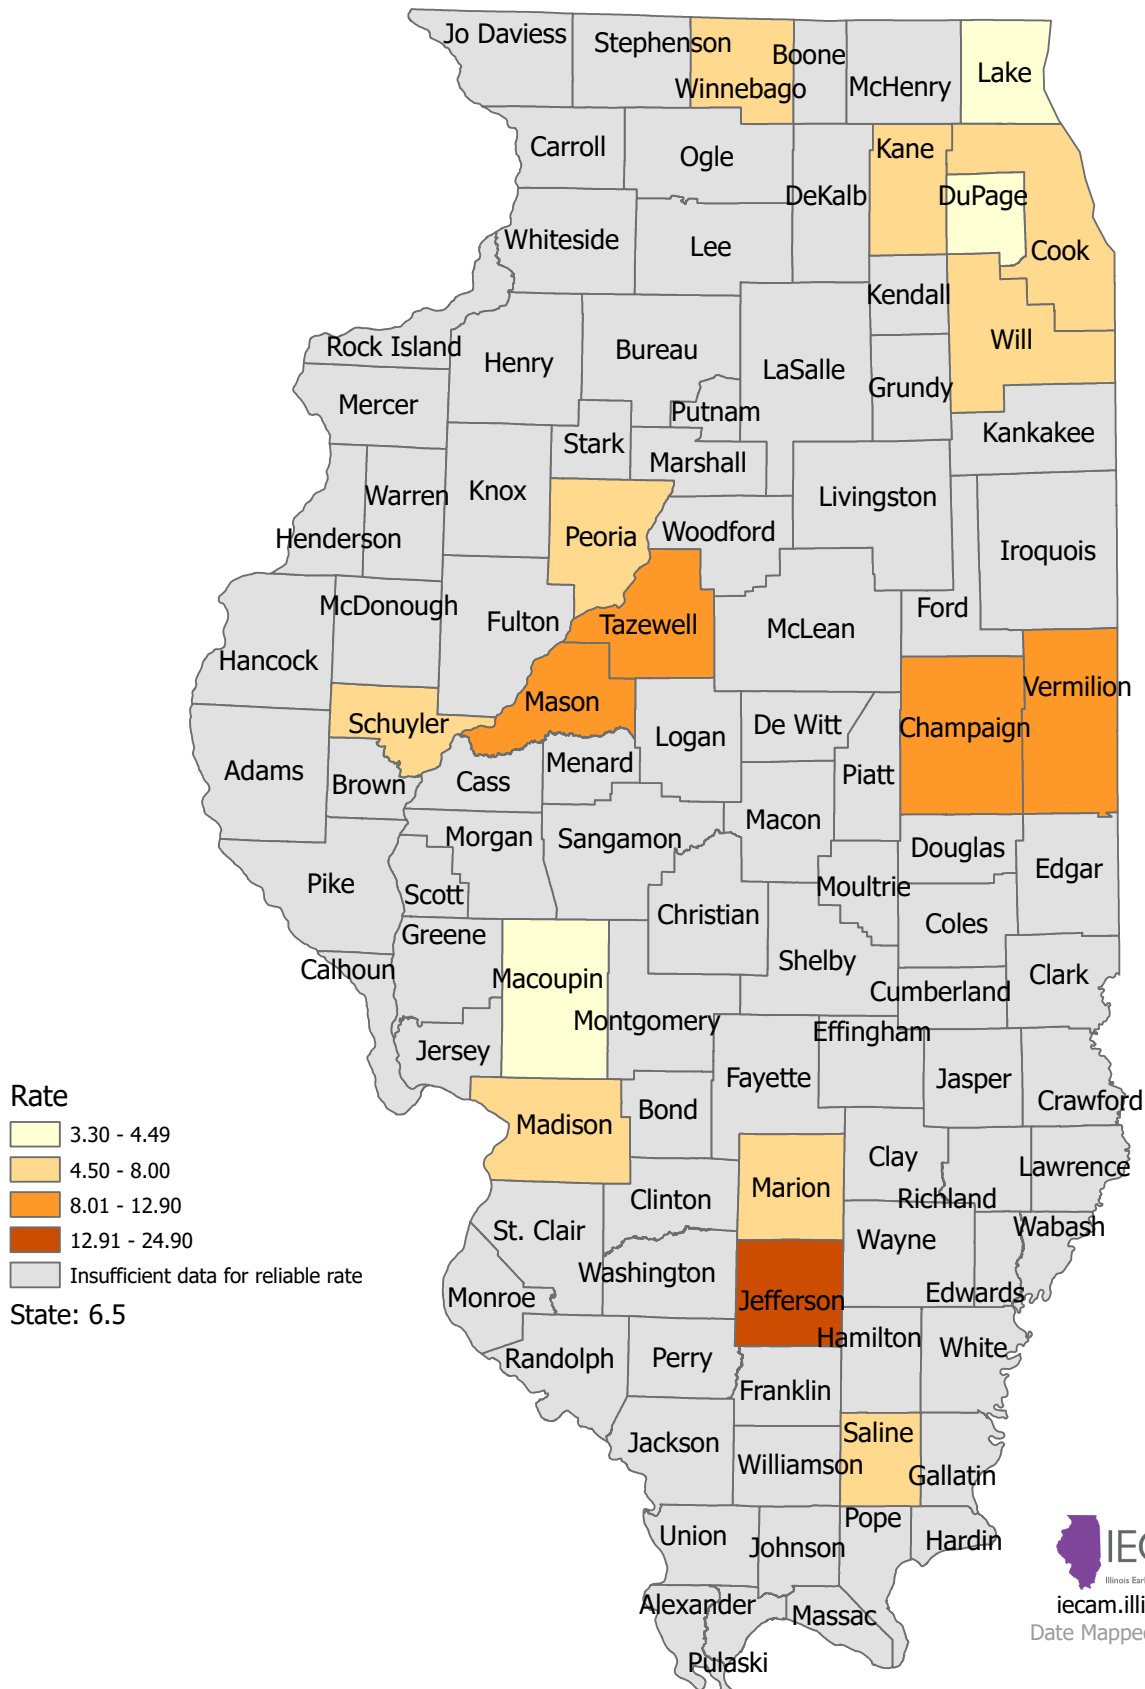 Jo Daviess
Stephenson
Winnebago
Boone
McHenry
Lake
Carroll
Ogle
DeKalb
Kane
DuPage
Cook
Whiteside
Lee
Kendall
Will
Rock Island
Henry
Bureau
LaSalle
Grundy
Mercer
Putnam
Kankakee
Stark
Marshall
Warren
Knox
Livingston
Henderson
Peoria
Woodford
Iroquois
McDonough
Fulton
Tazewell
McLean
Ford
Hancock
Mason
Vermilion
Schuyler
Logan
De Witt
Champaign
Adams
Brown
Cass
Menard
Piatt
Morgan
Sangamon
Macon
Douglas
Edgar
Pike
Scott
Moultrie
Christian
Coles
Greene
Calhoun
Macoupin
Shelby
Clark
Cumberland
Montgomery
Effingham
Jersey
Fayette
Jasper
Crawford
Bond
Madison
Clay
Lawrence
Marion
Richland
Clinton
St. Clair
Wayne
Wabash
Washington
Monroe
Jefferson
Edwards
Hamilton
White
Randolph
Perry
Franklin
Saline
Jackson
Williamson
Gallatin
Pope
Union
Johnson
Hardin
Alexander
Massac
Pulaski
Rate
3.30 - 4.49
4.50 - 8.00
8.01 - 12.90
12.91 - 24.90
Insufficient data for reliable rate
State: 6.5
Illinois
iecam.illi
Date Mapped